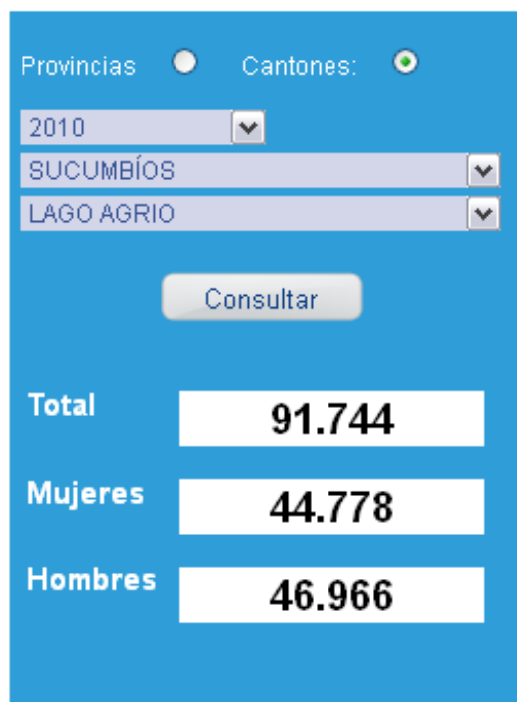 Provincias Cantones:
2010
SUCUMBÍOS
LAGO AGRIO
Consultar
Total 91.744
Mujeres 44.778
Hombres 46.966